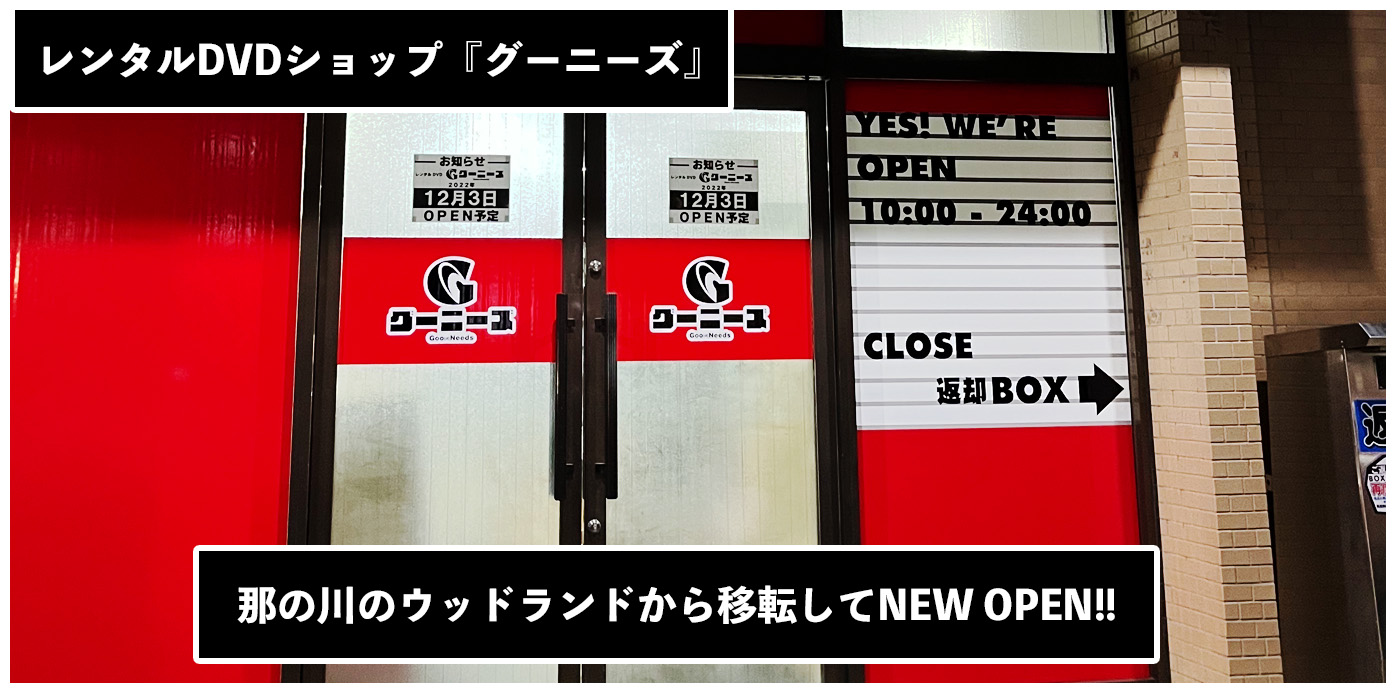 レンタルDVDショップ『グーニーズ』
お知らせ
レンタルDVD グーニーズ
2022年
12月3日
OPEN予定
お知らせ
レンタルDVD グーニーズ
2022年
12月3日
OPEN予定
G
グーニーズ
Goo=Needs
G
グーニーズ
Goo=Needs
YES! WE'RE
OPEN
10:00 - 24:00
CLOSE
返却BOX
返
BOX
那の川のウッドランドから移転してNEW OPEN!!